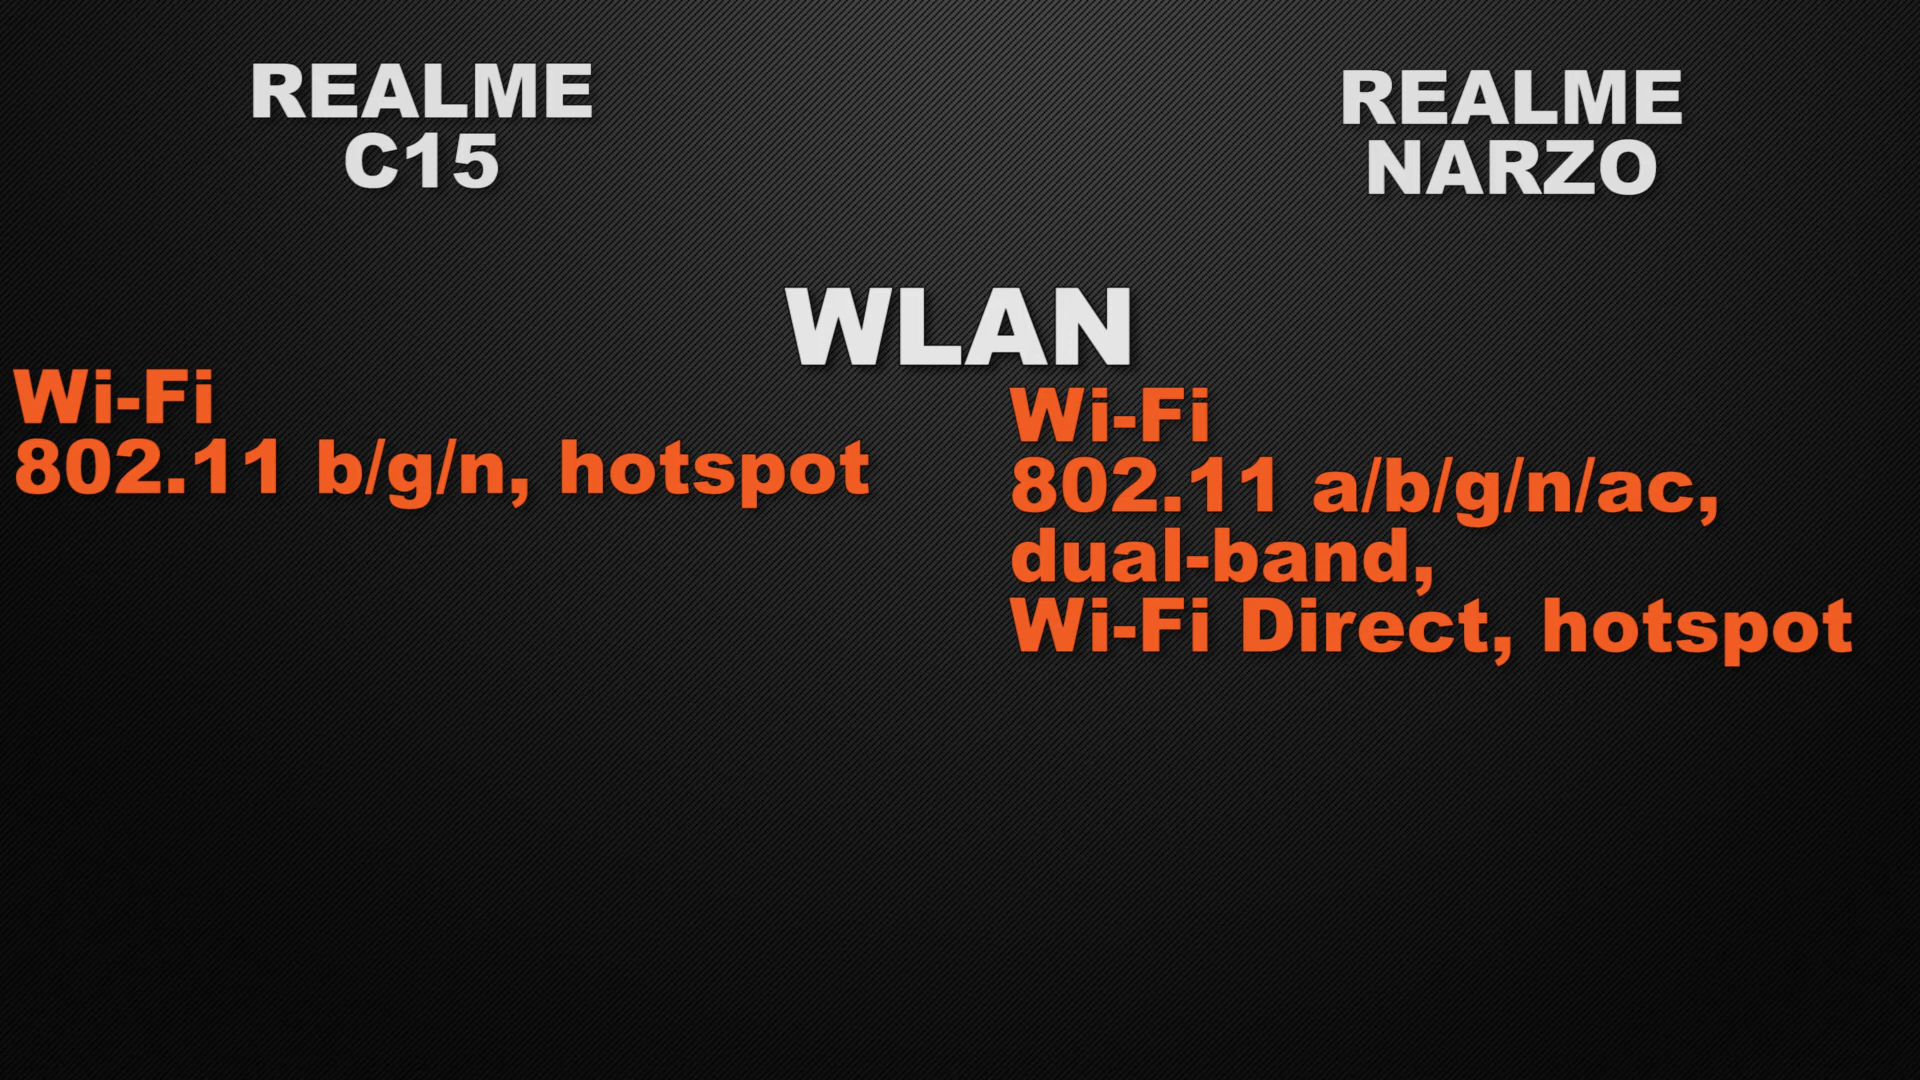 REALME
C15
REALME
NARZO
WLAN
Wi-Fi
802.11 b/g/n, hotspot
Wi-Fi
802.11 a/b/g/n/ac,
dual-band,
Wi-Fi Direct, hotspot